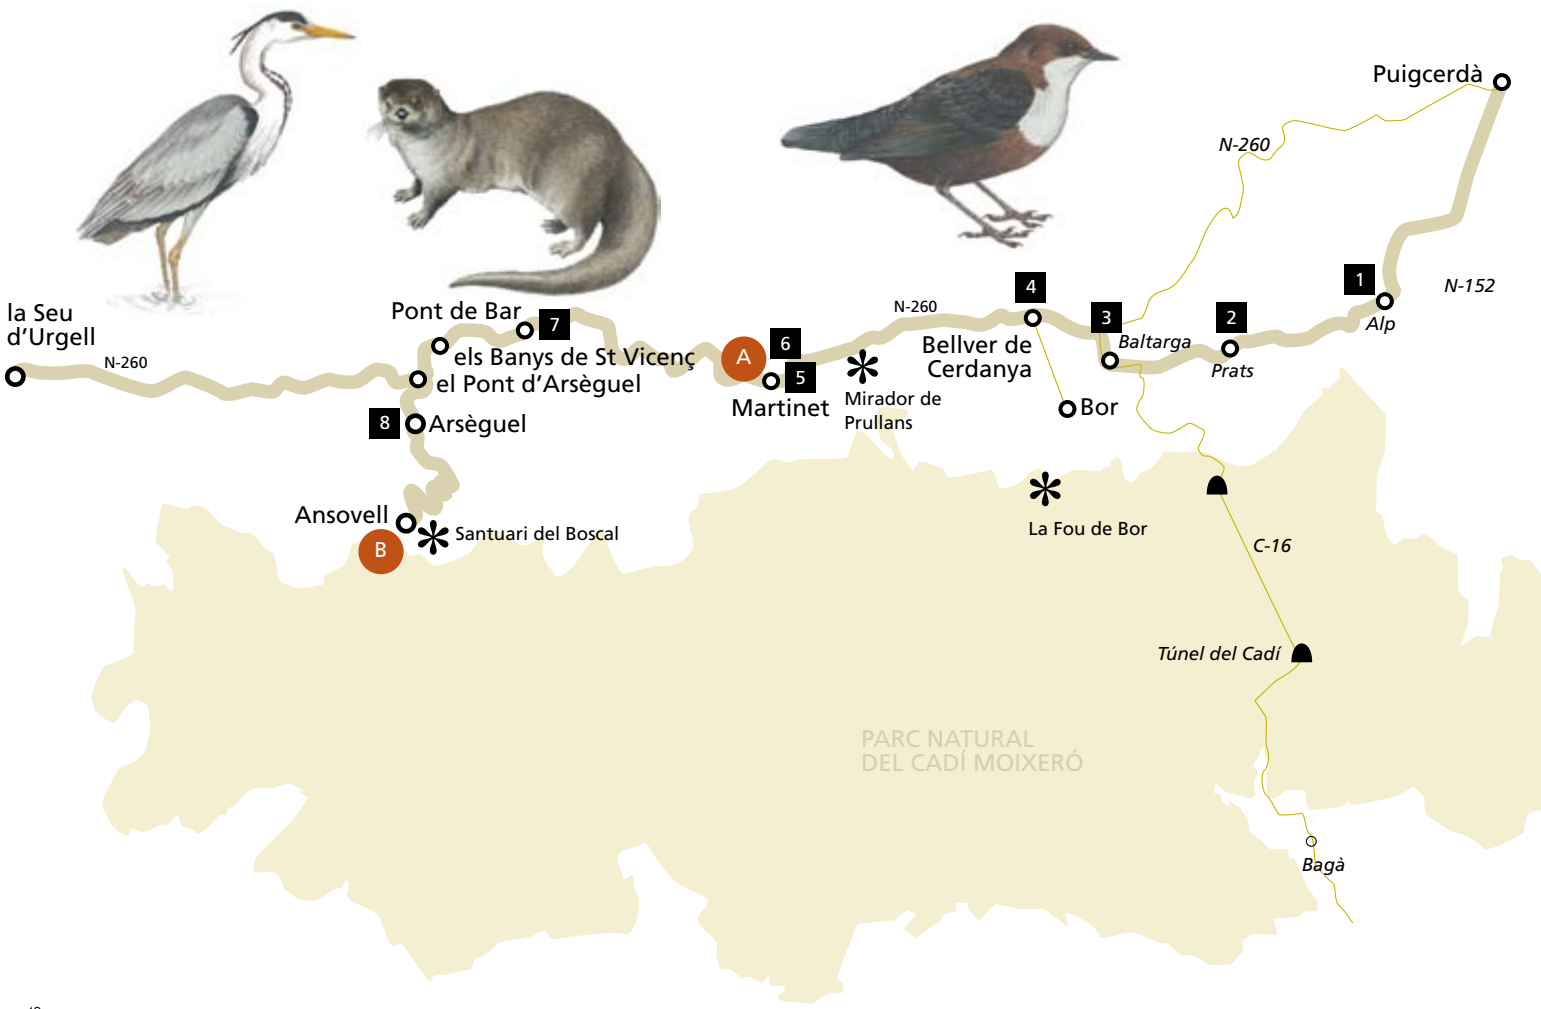 Puigcerdà
N-260
N-152
1
Alp
2
Prats
3
Baltarga
4
N-260
Bellver de
Cerdanya
Bor
la Seu
d'Urgell
N-260
Pont de Bar
7
els Banys de St Vicenç
el Pont d'Arsèguel
8
Arsèguel
A
6
5
Martinet
Mirador de
Prullans
Ansovell
B
Santuari del Boscal
La Fou de Bor
C-16
Túnel del Cadí
PARC NATURAL
DEL CADÍ MOIXERÓ
Bagà